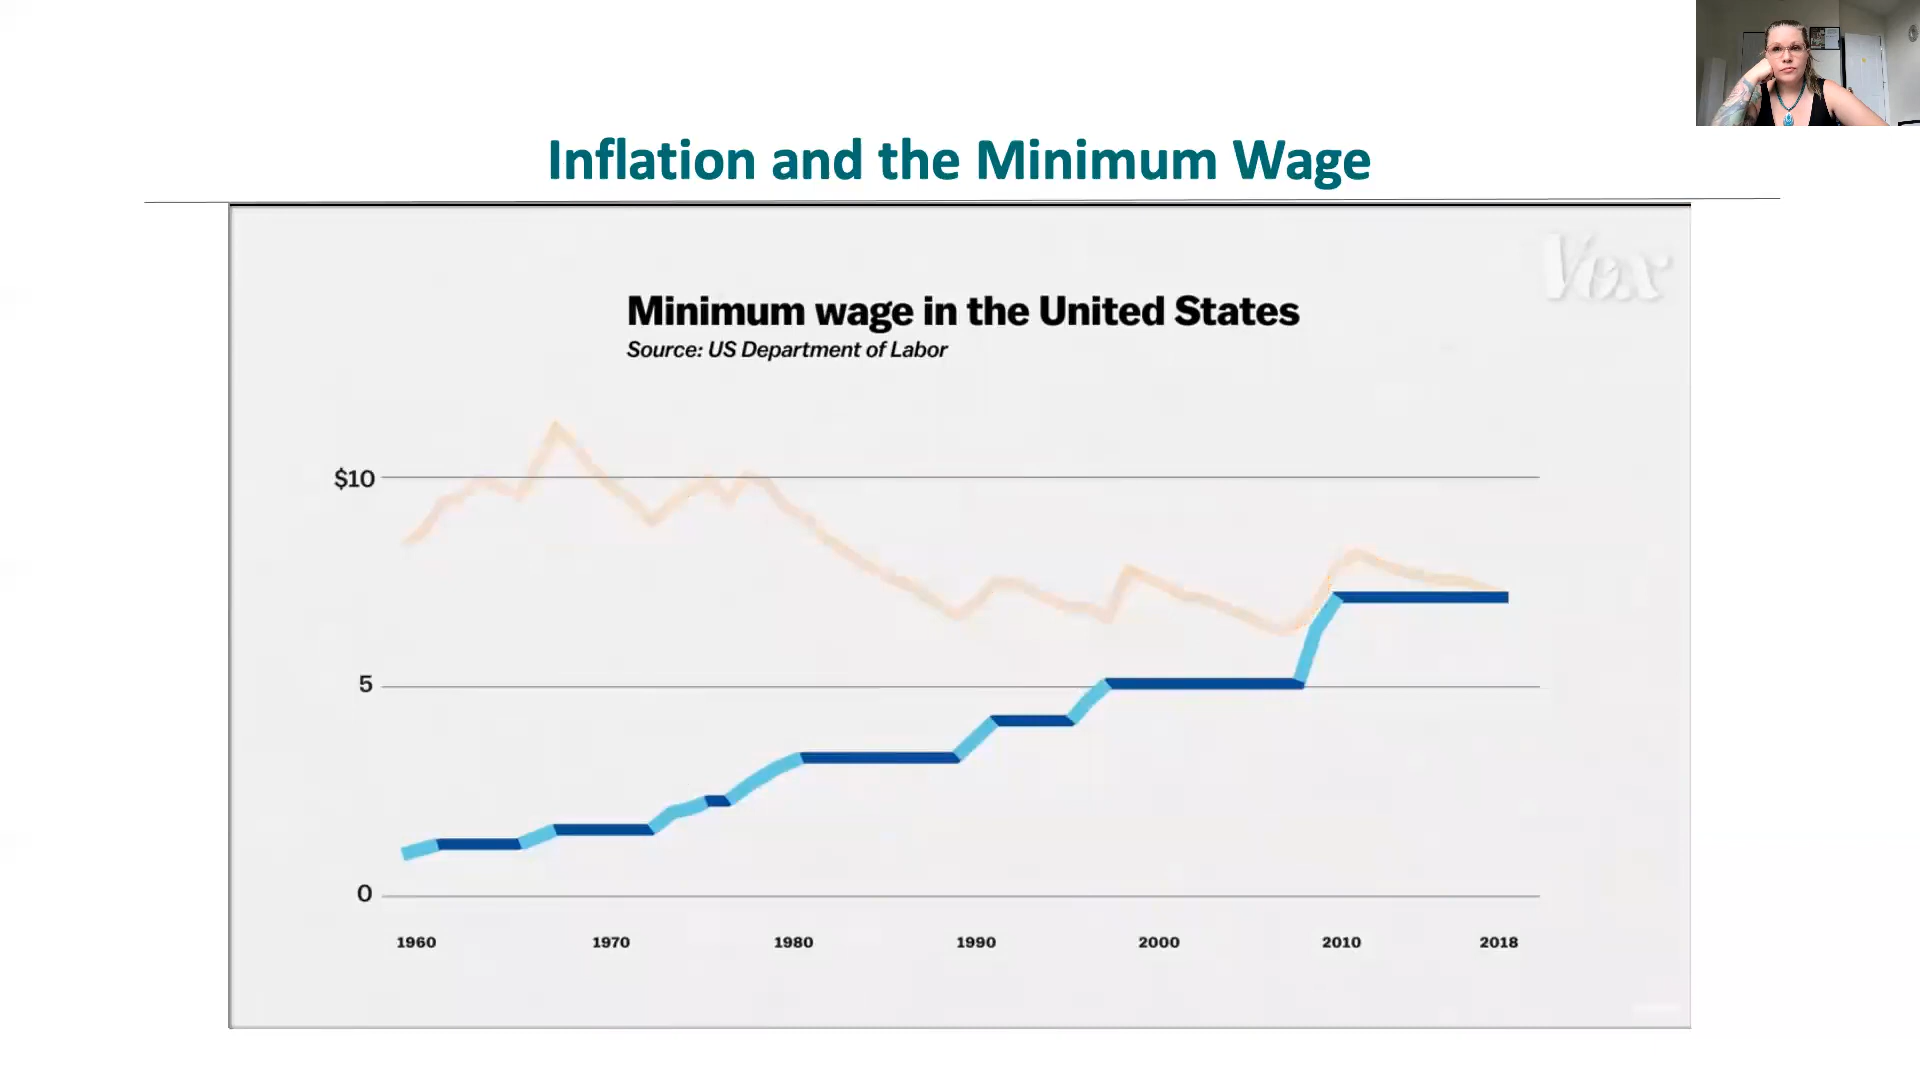 Inflation and the Minimum Wage
Vox
Minimum wage in the United States
Source: US Department of Labor
$10
5
0
1960 1970 1980 1990 2000 2010 2018